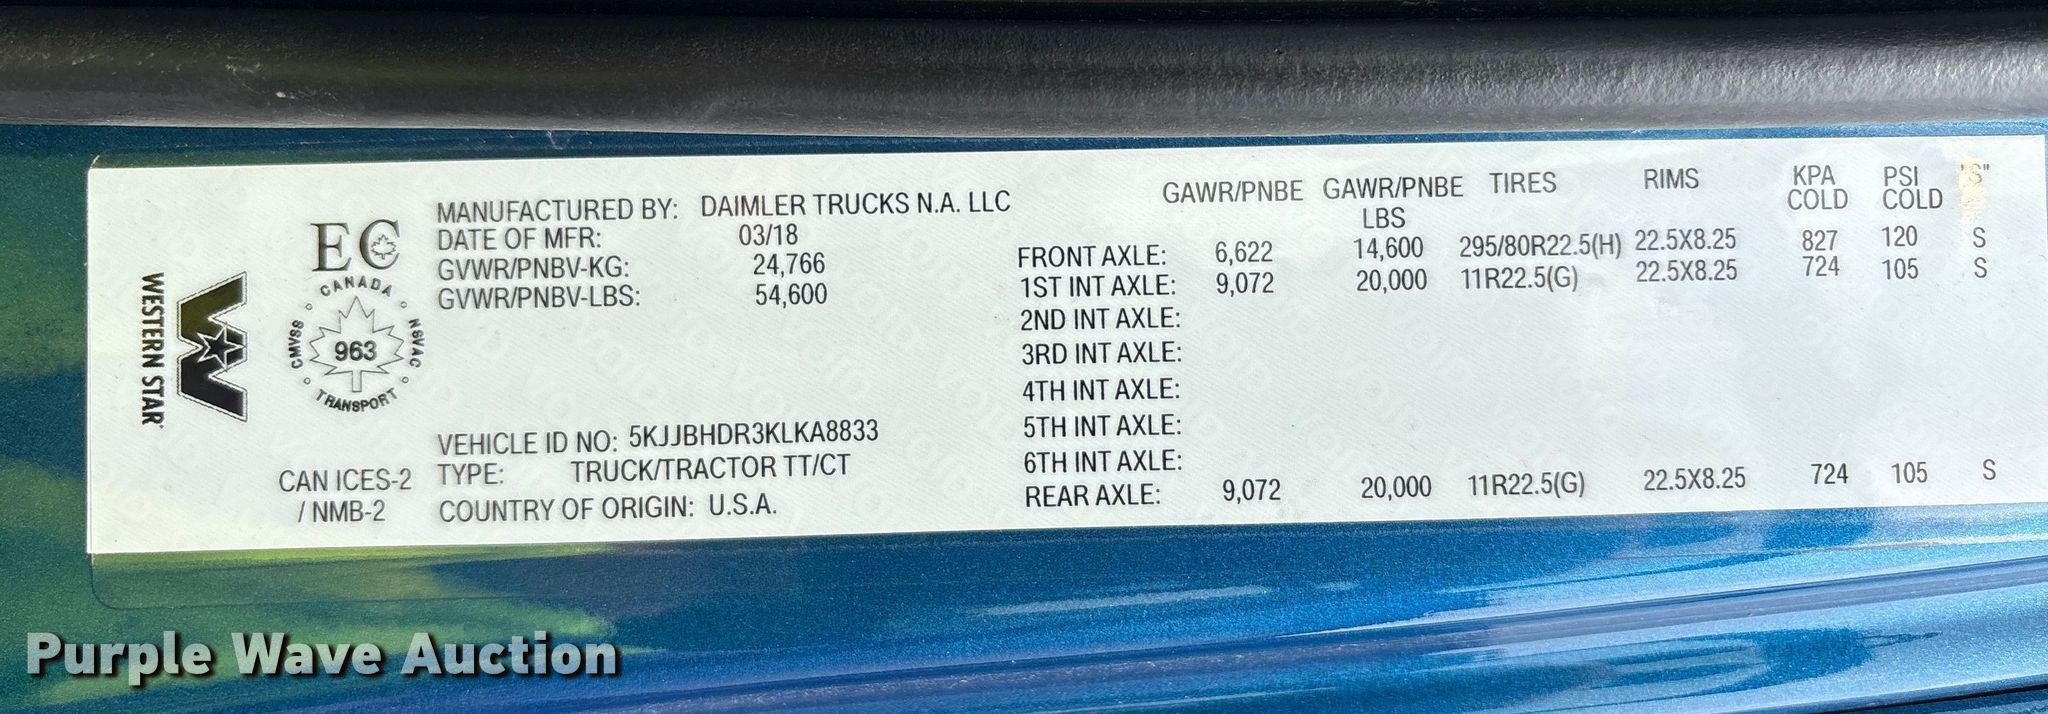 WESTERN STAR
EC
CANADA
CMVSS
NSVAC
963
TRANSPORT
CAN ICES-2
/ NMB-2
MANUFACTURED BY: DAIMLER TRUCKS N.A. LLC
DATE OF MFR: 03/18
GVWR/PNBV-KG: 24,766
GVWR/PNBV-LBS: 54,600
VEHICLE ID NO: 5KJJBHDR3KLKA8833
TYPE: TRUCK/TRACTOR TT/CT
COUNTRY OF ORIGIN: U.S.A.
GAWR/PNBE GAWR/PNBE LBS TIRES RIMS KPA COLD PSI COLD "S"
FRONT AXLE: 6,622 14,600 295/80R22.5(H) 22.5X8.25 827 120 S
1ST INT AXLE: 9,072 20,000 11R22.5(G) 22.5X8.25 724 105 S
2ND INT AXLE:
3RD INT AXLE:
4TH INT AXLE:
5TH INT AXLE:
6TH INT AXLE:
REAR AXLE: 9,072 20,000 11R22.5(G) 22.5X8.25 724 105 S
Purple Wave Auction